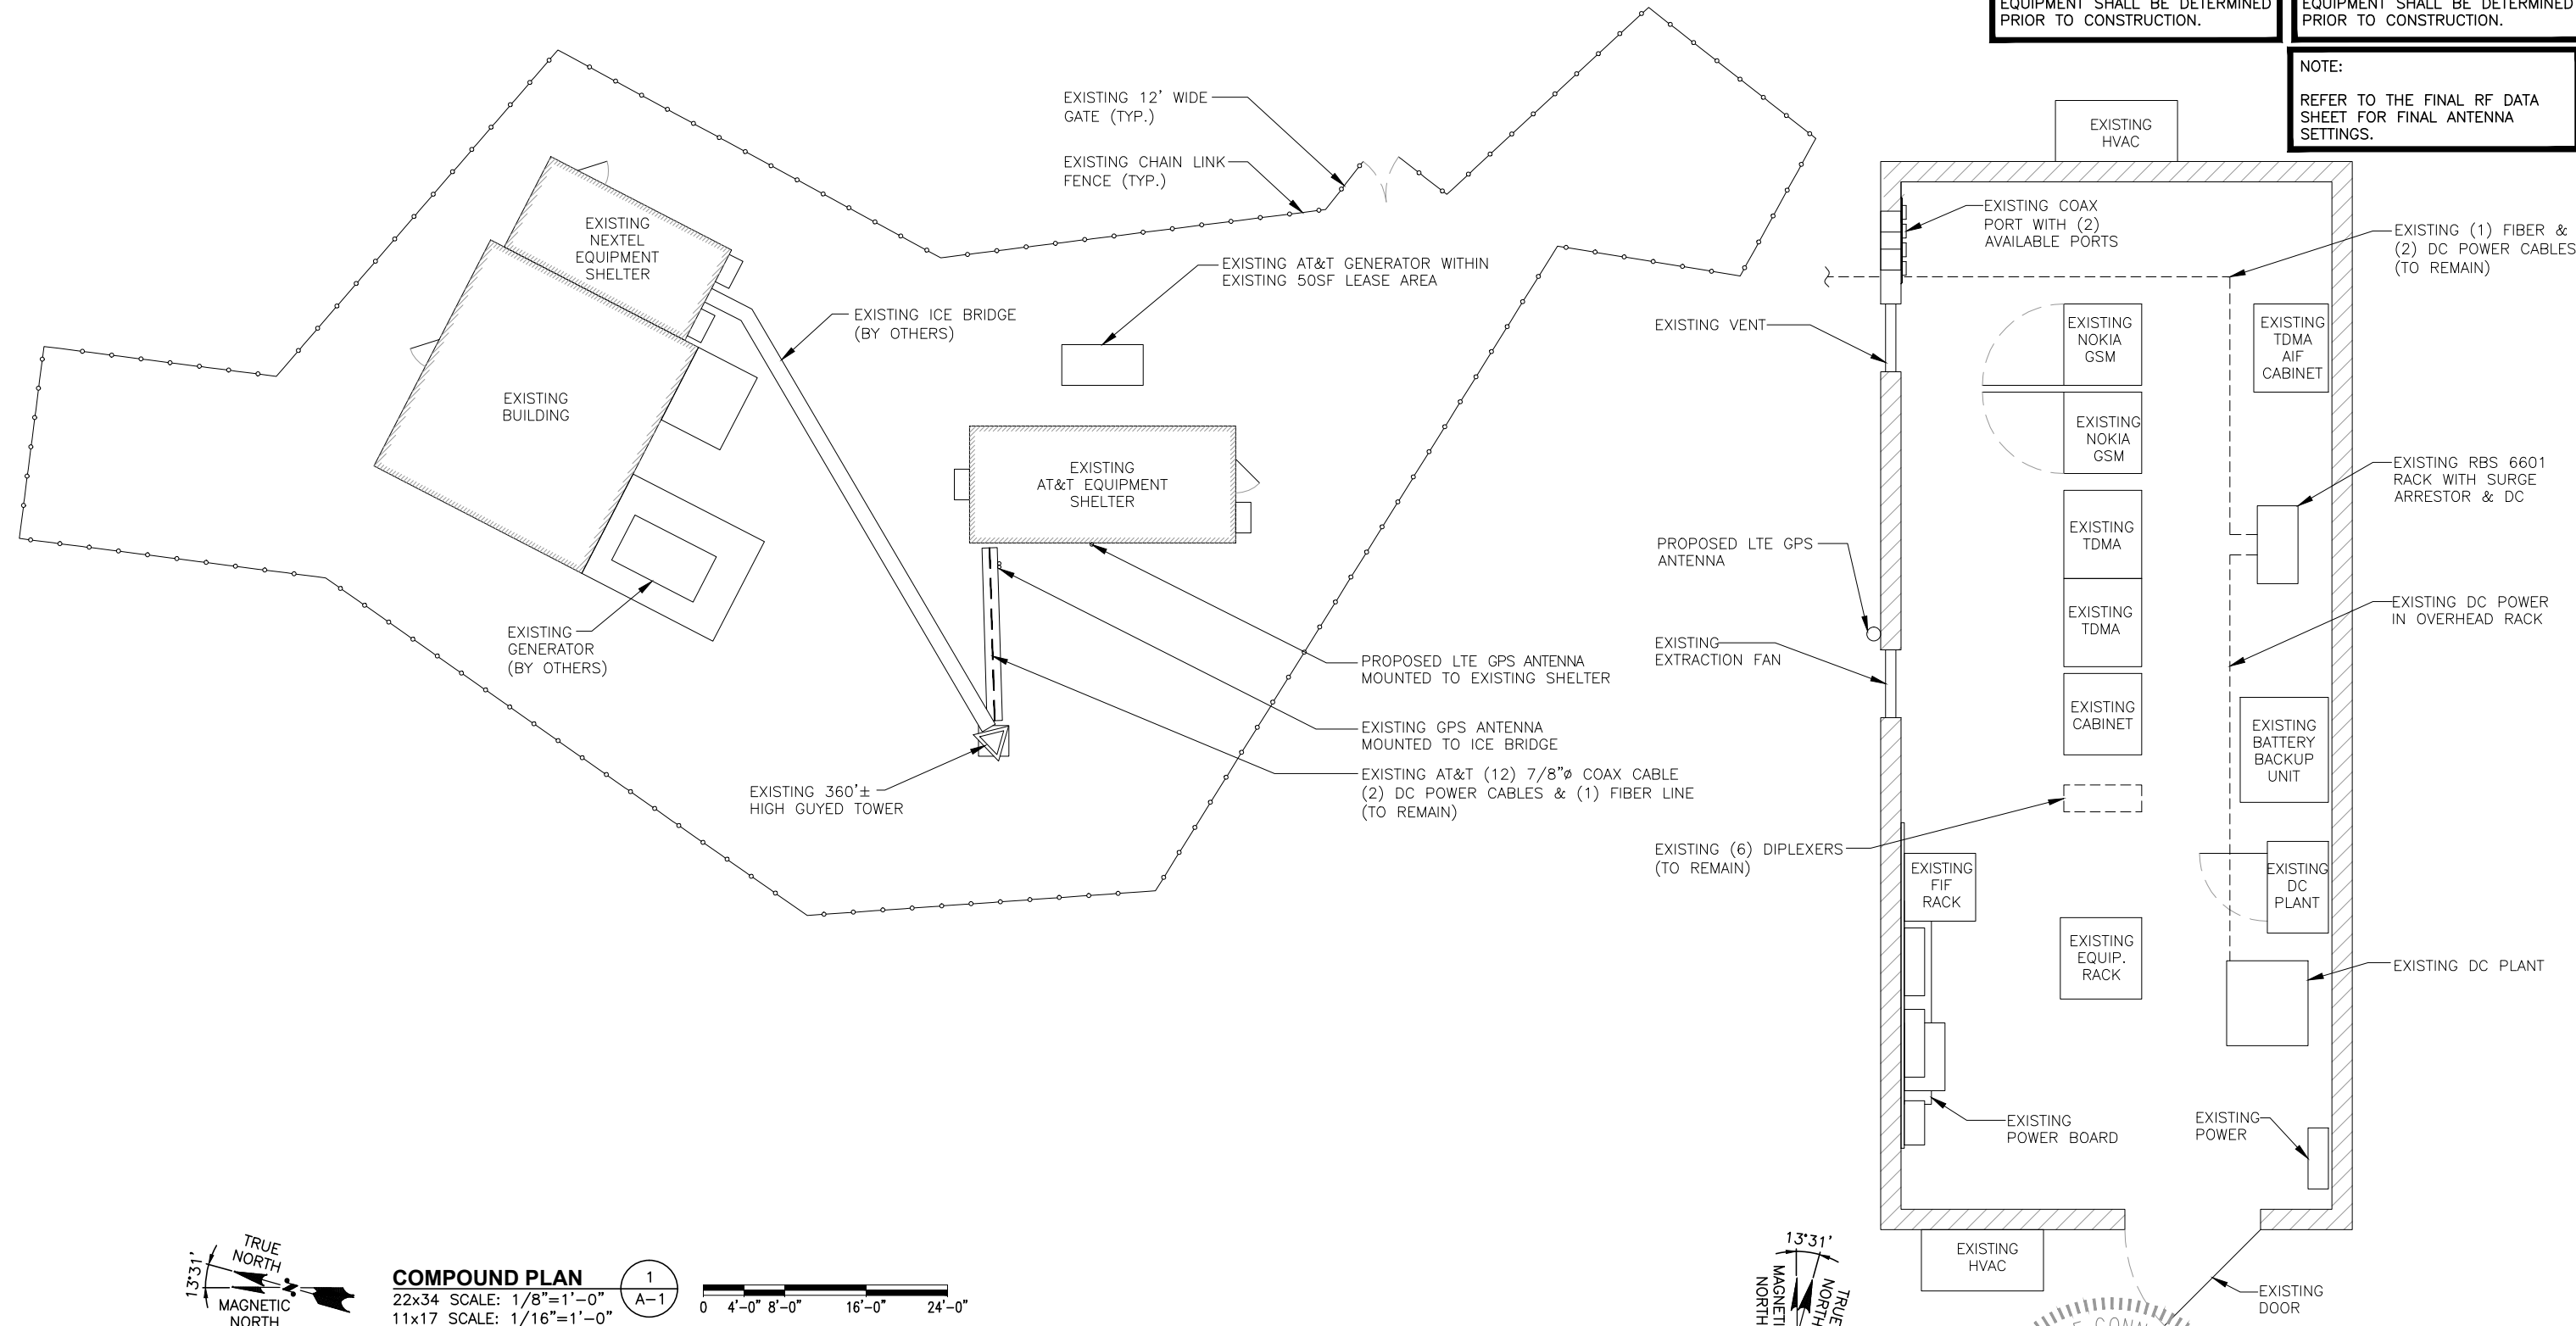 EQUIPMENT SHALL BE DETERMINED
PRIOR TO CONSTRUCTION.
EQUIPMENT SHALL BE DETERMINED
PRIOR TO CONSTRUCTION.
NOTE:
REFER TO THE FINAL RF DATA
SHEET FOR FINAL ANTENNA
SETTINGS.
EXISTING 12' WIDE
GATE (TYP.)
EXISTING CHAIN LINK
FENCE (TYP.)
EXISTING
NEXTEL
EQUIPMENT
SHELTER
EXISTING AT&T GENERATOR WITHIN
EXISTING 50SF LEASE AREA
EXISTING ICE BRIDGE
(BY OTHERS)
EXISTING
BUILDING
EXISTING
AT&T EQUIPMENT
SHELTER
EXISTING
GENERATOR
(BY OTHERS)
PROPOSED LTE GPS ANTENNA
MOUNTED TO EXISTING SHELTER
EXISTING GPS ANTENNA
MOUNTED TO ICE BRIDGE
EXISTING AT&T (12) 7/8"ø COAX CABLE
(2) DC POWER CABLES & (1) FIBER LINE
(TO REMAIN)
EXISTING 360'±
HIGH GUYED TOWER
13°31'
TRUE
NORTH
MAGNETIC
NORTH
COMPOUND PLAN
22x34 SCALE: 1/8"=1'-0"
11x17 SCALE: 1/16"=1'-0"
1
A-1
0 4'-0" 8'-0" 16'-0" 24'-0"
EXISTING
HVAC
EXISTING COAX
PORT WITH (2)
AVAILABLE PORTS
EXISTING (1) FIBER &
(2) DC POWER CABLES
(TO REMAIN)
EXISTING VENT
EXISTING
NOKIA
GSM
EXISTING
TDMA
AIF
CABINET
EXISTING
NOKIA
GSM
EXISTING RBS 6601
RACK WITH SURGE
ARRESTOR & DC
EXISTING
TDMA
PROPOSED LTE GPS
ANTENNA
EXISTING
TDMA
EXISTING DC POWER
IN OVERHEAD RACK
EXISTING
EXTRACTION FAN
EXISTING
CABINET
EXISTING
BATTERY
BACKUP
UNIT
EXISTING (6) DIPLEXERS
(TO REMAIN)
EXISTING
FIF
RACK
EXISTING
DC
PLANT
EXISTING
EQUIP.
RACK
EXISTING DC PLANT
EXISTING
POWER BOARD
EXISTING
POWER
EXISTING
HVAC
EXISTING
DOOR
13°31'
MAGNETI
NORTH
TRUE
NORTH